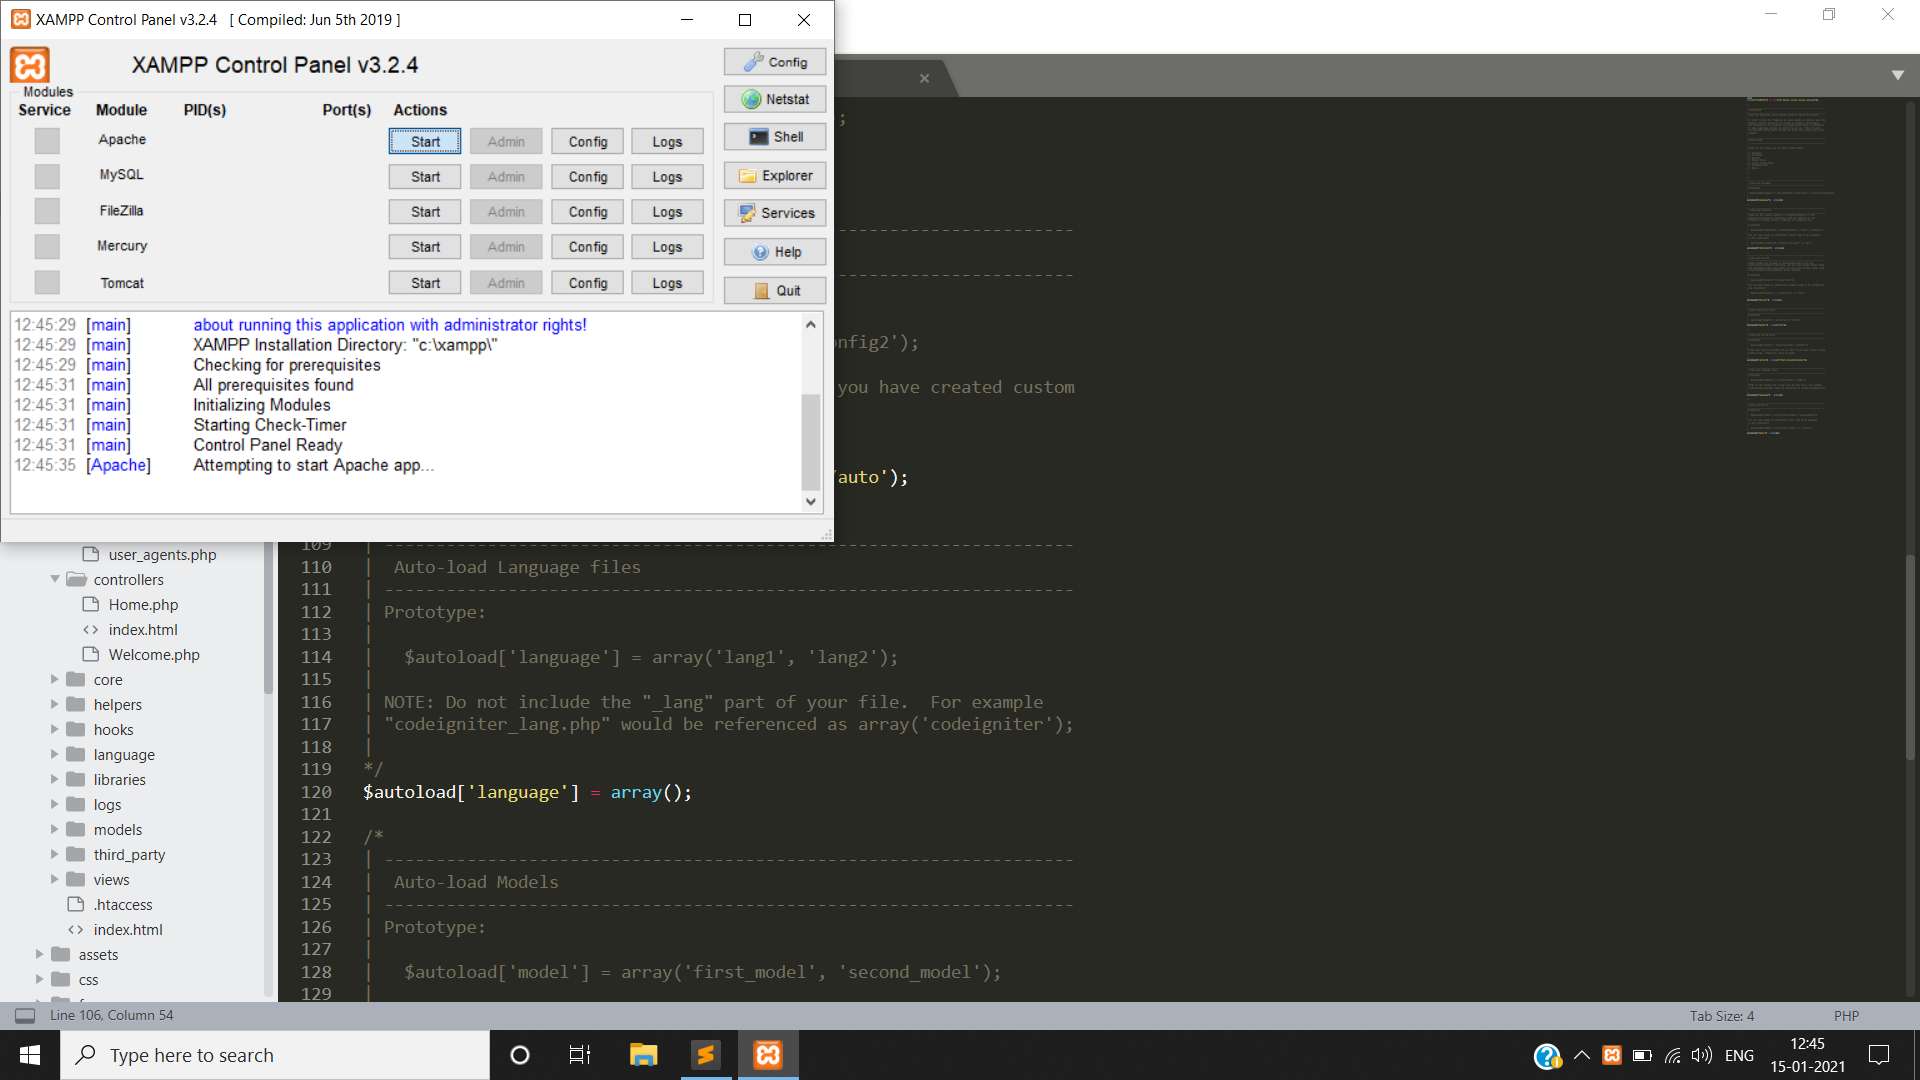 XAMPP Control Panel v3.2.4 [ Compiled: Jun 5th 2019 ]
XAMPP Control Panel v3.2.4
Config
Modules
Service Module PID(s) Port(s) Actions
Netstat
Apache Start Admin Config Logs
Shell
MySQL Start Admin Config Logs
Explorer
FileZilla Start Admin Config Logs
Services
Mercury Start Admin Config Logs
Help
Tomcat Start Admin Config Logs
Quit
12:45:29 [main] about running this application with administrator rights!
12:45:29 [main] XAMPP Installation Directory: "c:\xampp\"
12:45:29 [main] Checking for prerequisites
12:45:31 [main] All prerequisites found
12:45:31 [main] Initializing Modules
12:45:31 [main] Starting Check-Timer
12:45:31 [main] Control Panel Ready
12:45:35 [Apache] Attempting to start Apache app...
;
-------------------------------
-------------------------------
nfig2');
you have created custom
/auto');
user_agents.php
controllers
Home.php
index.html
Welcome.php
core
helpers
hooks
language
libraries
logs
models
third_party
views
.htaccess
index.html
assets
css
109 | -------------------------------------------------------------------
110 |  Auto-load Language files
111 | -------------------------------------------------------------------
112 | Prototype:
113 |
114 |   $autoload['language'] = array('lang1', 'lang2');
115 |
116 | NOTE: Do not include the "_lang" part of your file.  For example
117 | "codeigniter_lang.php" would be referenced as array('codeigniter');
118 |
119 */
120 $autoload['language'] = array();
121
122 /*
123 | -------------------------------------------------------------------
124 |  Auto-load Models
125 | -------------------------------------------------------------------
126 | Prototype:
127 |
128 |   $autoload['model'] = array('first_model', 'second_model');
129 |
Line 106, Column 54
Tab Size: 4
PHP
Type here to search
ENG
12:45
15-01-2021